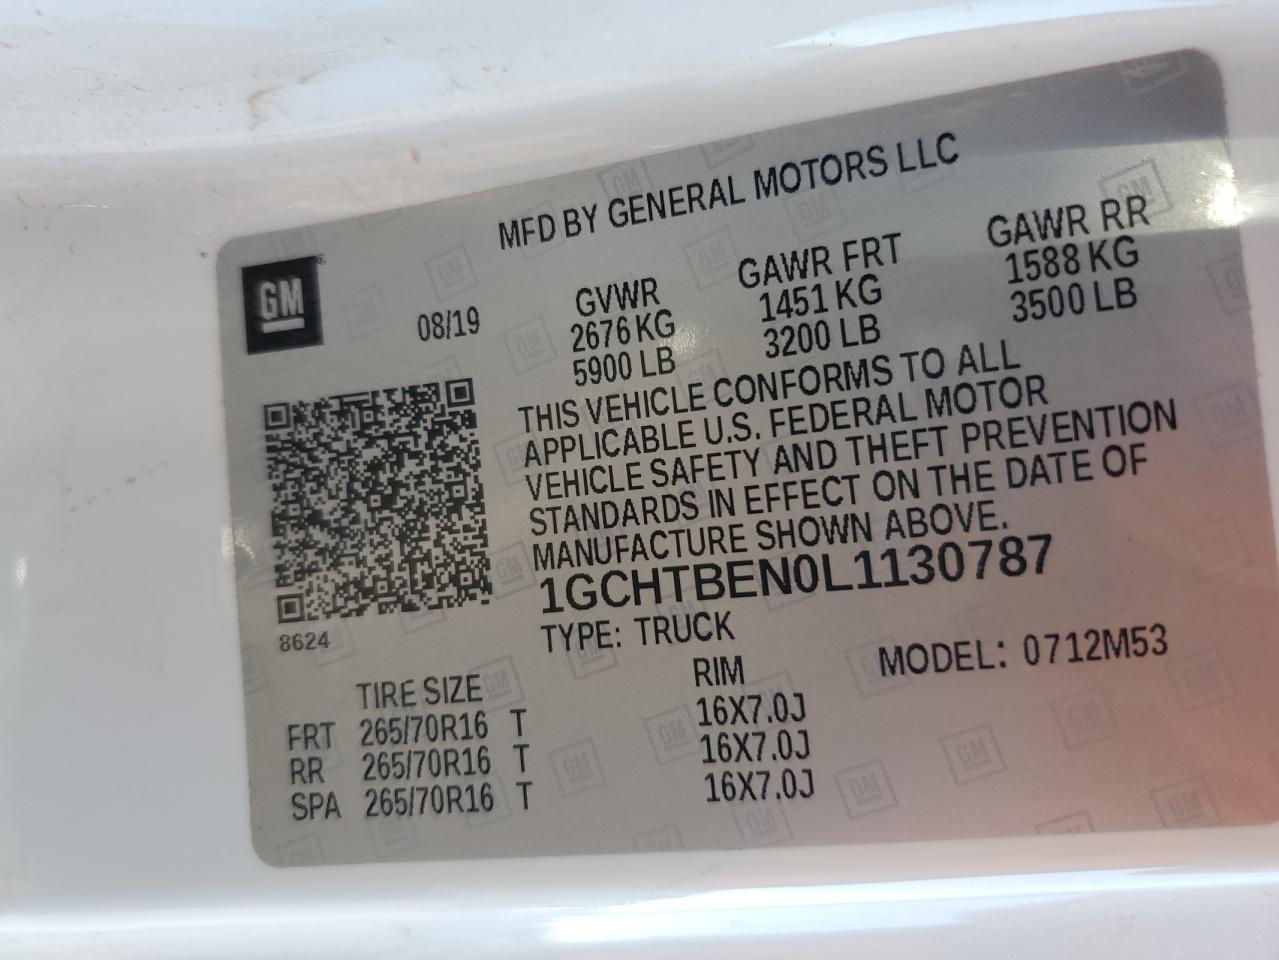 MFD BY GENERAL MOTORS LLC
GM
08/19
GVWR GAWR FRT GAWR RR
2676 KG 1451 KG 1588 KG
5900 LB 3200 LB 3500 LB
THIS VEHICLE CONFORMS TO ALL
APPLICABLE U.S. FEDERAL MOTOR
VEHICLE SAFETY AND THEFT PREVENTION
STANDARDS IN EFFECT ON THE DATE OF
MANUFACTURE SHOWN ABOVE.
1GCHTBEN0L1130787
8624
TYPE: TRUCK MODEL: 0712M53
TIRE SIZE RIM
FRT 265/70R16 T 16X7.0J
RR 265/70R16 T 16X7.0J
SPA 265/70R16 T 16X7.0J